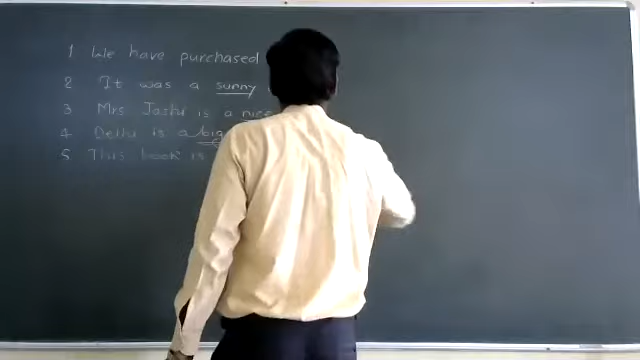 1 We have purchased
2 It was a sunny
3 Mrs Joshi is a nice
4 Delhi is a big
5 This book is